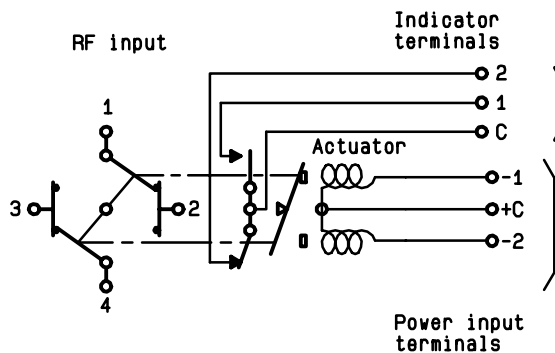 Indicator
terminals
RF input
2
1
C
1
Actuator
-1
3
2
+C
-2
4
Power input
terminals